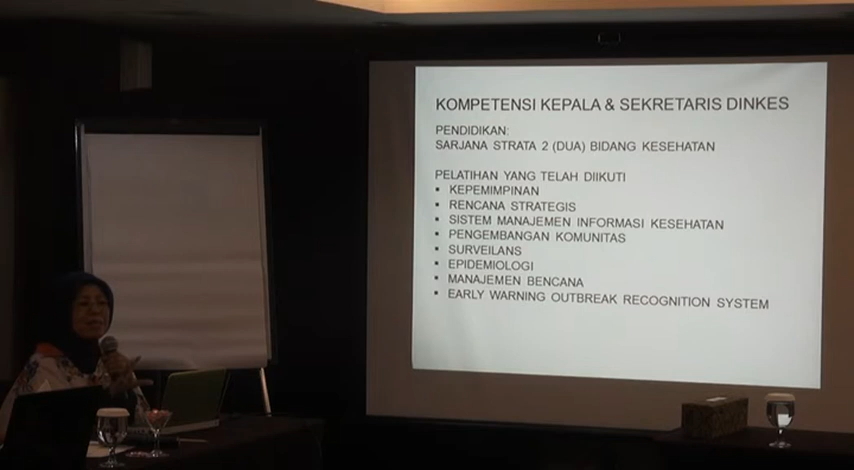 KOMPETENSI KEPALA & SEKRETARIS DINKES
PENDIDIKAN:
SARJANA STRATA 2 (DUA) BIDANG KESEHATAN
PELATIHAN YANG TELAH DIIKUTI
▪ KEPEMIMPINAN
▪ RENCANA STRATEGIS
▪ SISTEM MANAJEMEN INFORMASI KESEHATAN
▪ PENGEMBANGAN KOMUNITAS
▪ SURVEILANS
▪ EPIDEMIOLOGI
▪ MANAJEMEN BENCANA
▪ EARLY WARNING OUTBREAK RECOGNITION SYSTEM